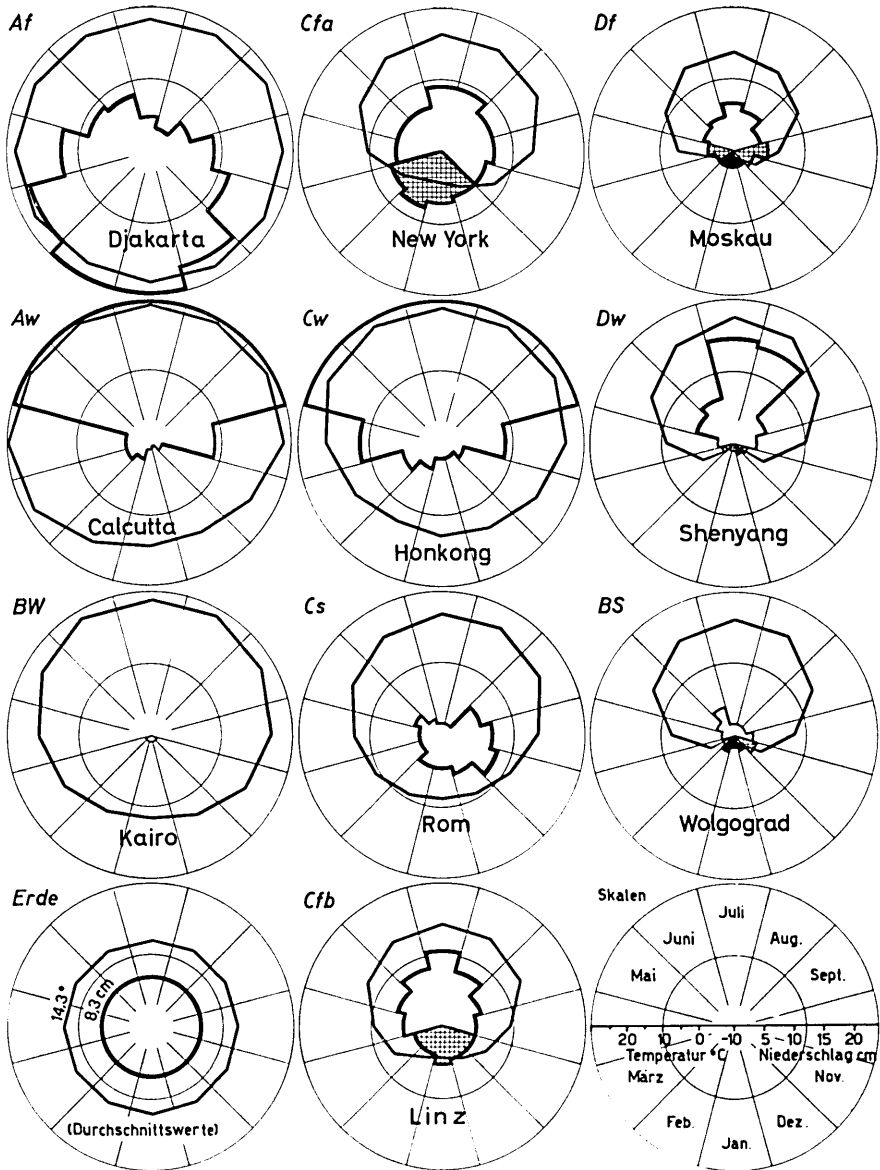 Af
Cfa
Df
Djakarta
New York
Moskau
Aw
Cw
Dw
Calcutta
Honkong
Shenyang
BW
Cs
BS
Kairo
Rom
Wolgograd
Erde
Cfb
Skalen
14,3°
8,3 cm
(Durchschnittswerte)
Linz
Juli
Juni
Aug.
Mai
Sept.
20 10 0 -10 5 10 15 20
Temperatur °C Niederschlag cm
März
Nov.
Feb.
Dez.
Jan.